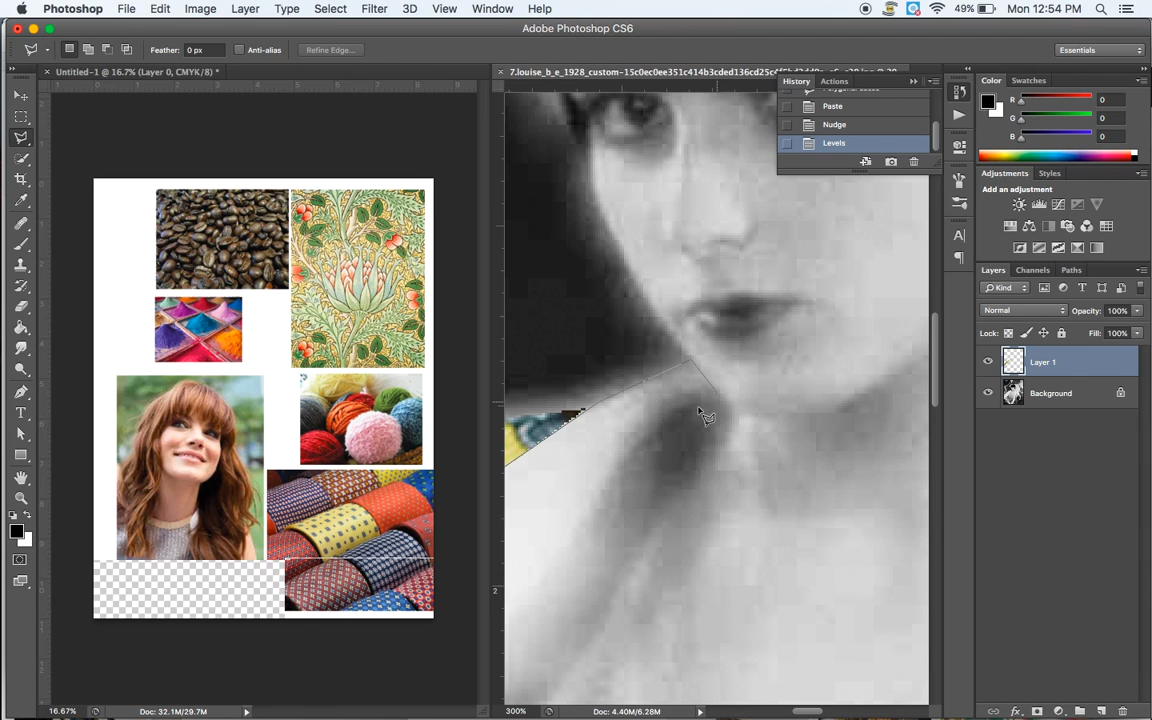 Photoshop File Edit Image Layer Type Select Filter 3D View Window Help 49% Mon 12:54 PM
Adobe Photoshop CS6
Feather: 0 px Anti-alias Refine Edge... Essentials
Untitled-1 @ 16.7% (Layer 0, CMYK/8) *
History Actions
Paste
Nudge
Levels
Color Swatches
R 0
G 0
B 0
Adjustments Styles
Add an adjustment
Layers Channels Paths
Kind
Normal Opacity: 100%
Lock: Fill: 100%
Layer 1
Background
16.67% Doc: 32.1M/29.7M
300% Doc: 4.40M/6.28M